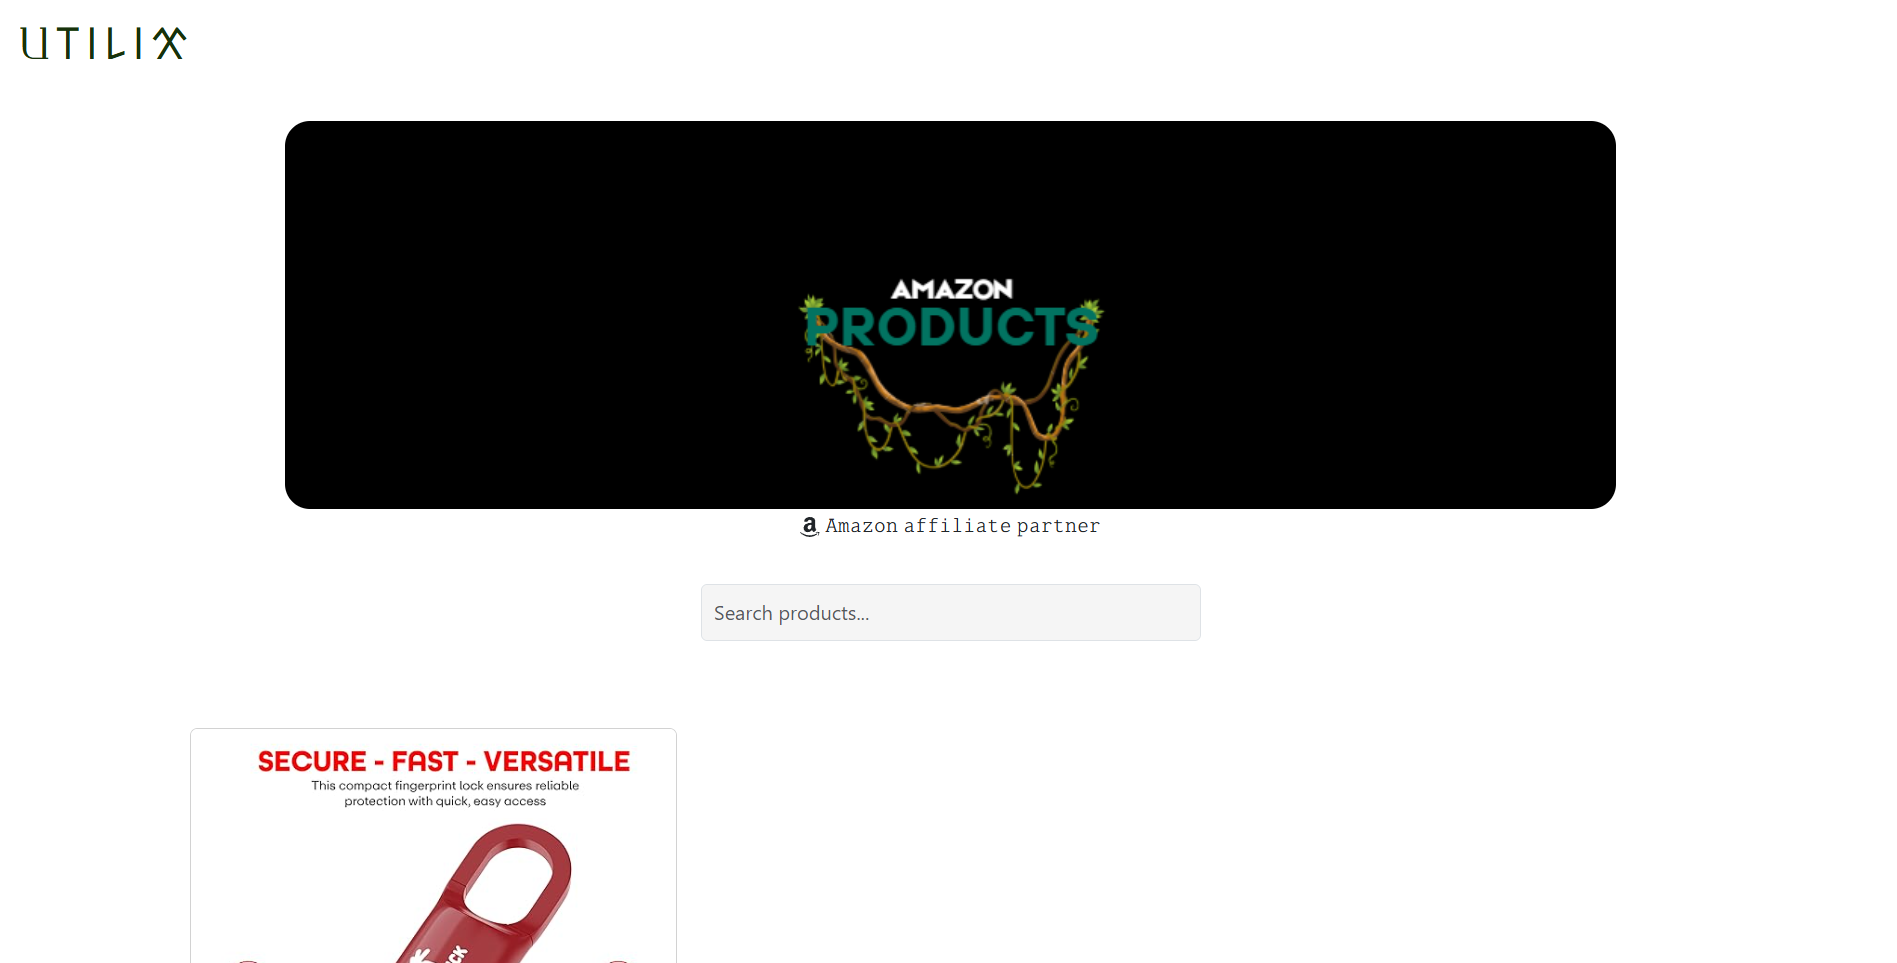 UTILIX
AMAZON
PRODUCTS
Amazon affiliate partner
Search products...
SECURE - FAST - VERSATILE
This compact fingerprint lock ensures reliable
protection with quick, easy access